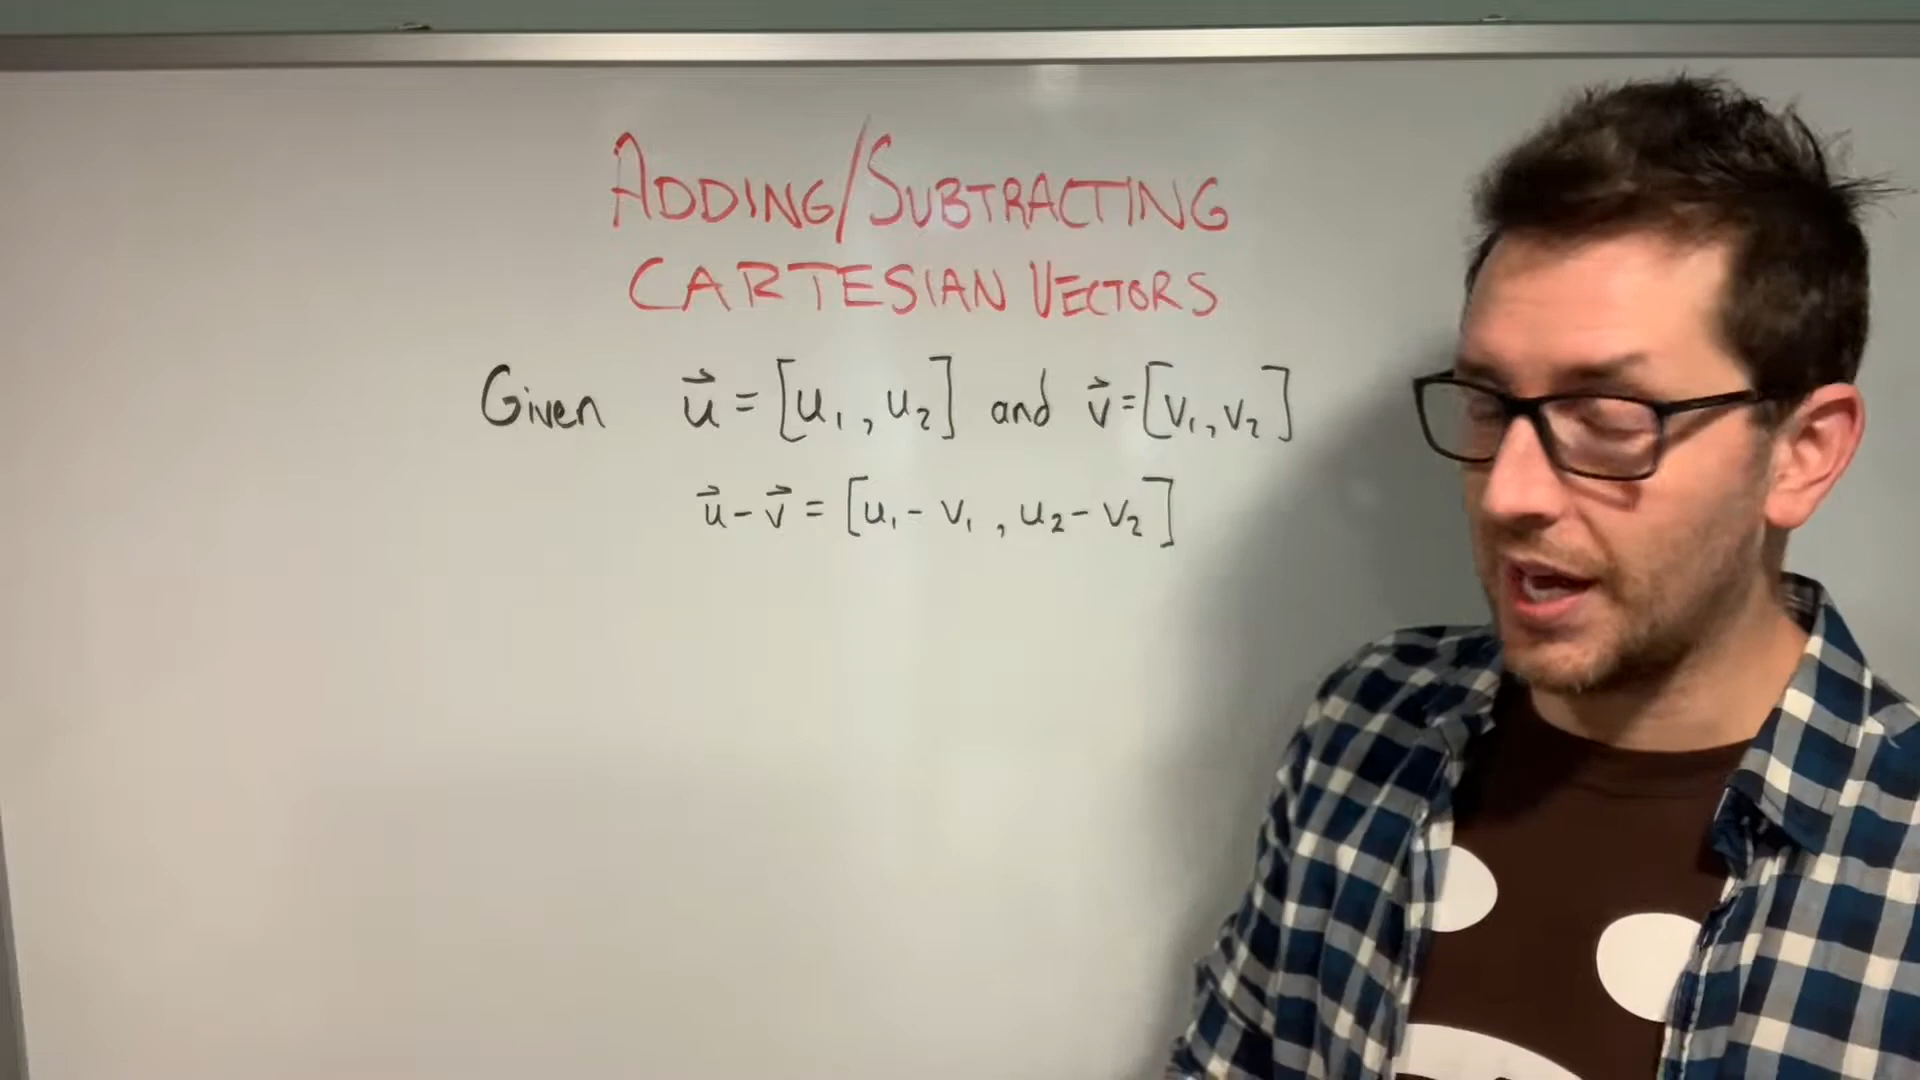 ADDING/SUBTRACTING
CARTESIAN VECTORS
Given u⃗ = [u₁, u₂] and v⃗ = [v₁, v₂]
u⃗ - v⃗ = [u₁ - v₁, u₂ - v₂]